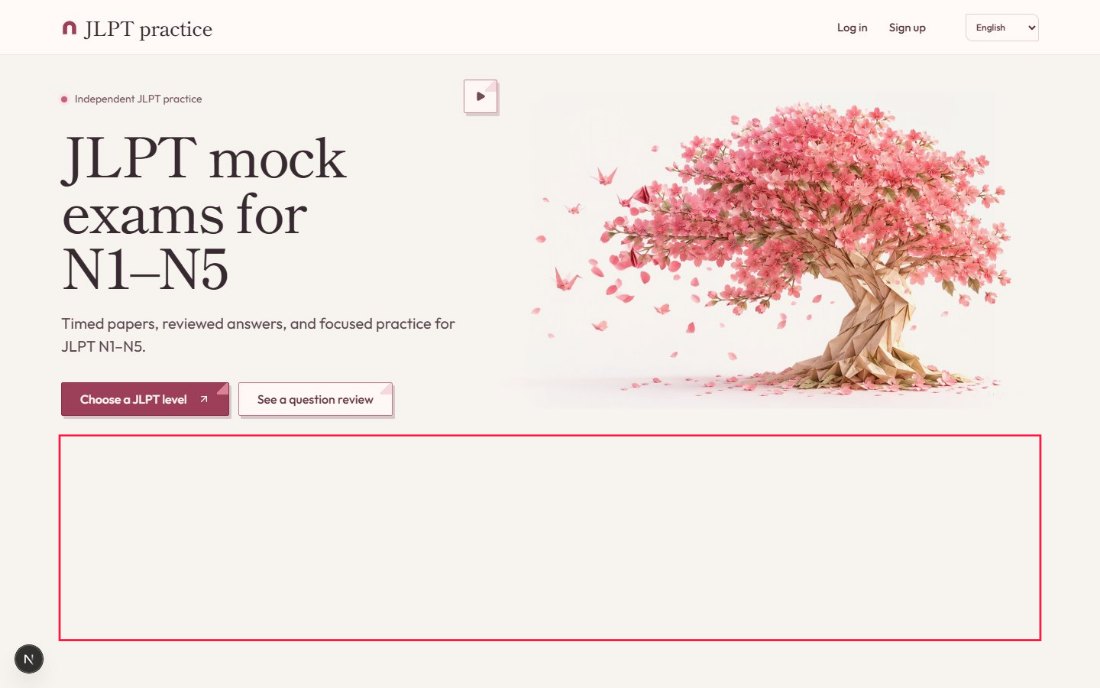 JLPT practice
Log in
Sign up
English
Independent JLPT practice
JLPT mock
exams for
N1–N5
Timed papers, reviewed answers, and focused practice for
JLPT N1–N5.
Choose a JLPT level
See a question review
N